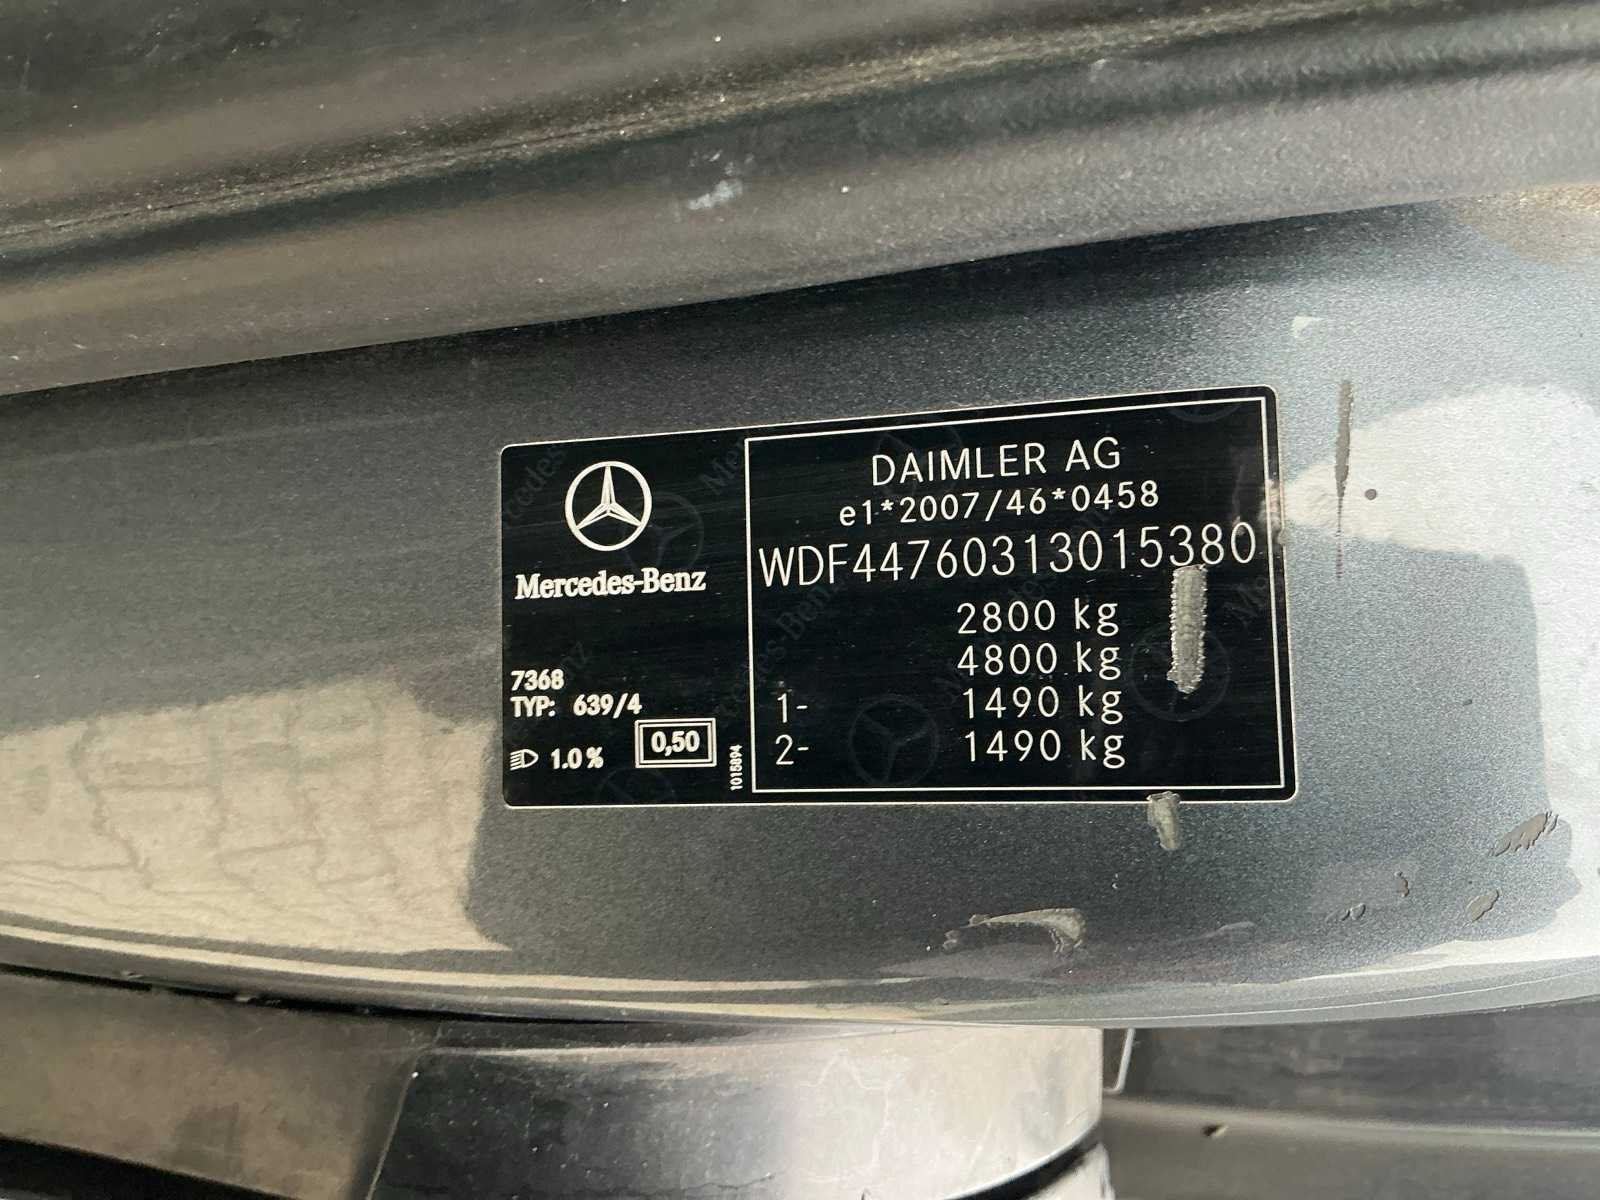 Mercedes-Benz
7368
TYP: 639/4
1.0 %
0,50
1015894
DAIMLER AG
e1*2007/46*0458
WDF44760313015380
2800 kg
4800 kg
1- 1490 kg
2- 1490 kg